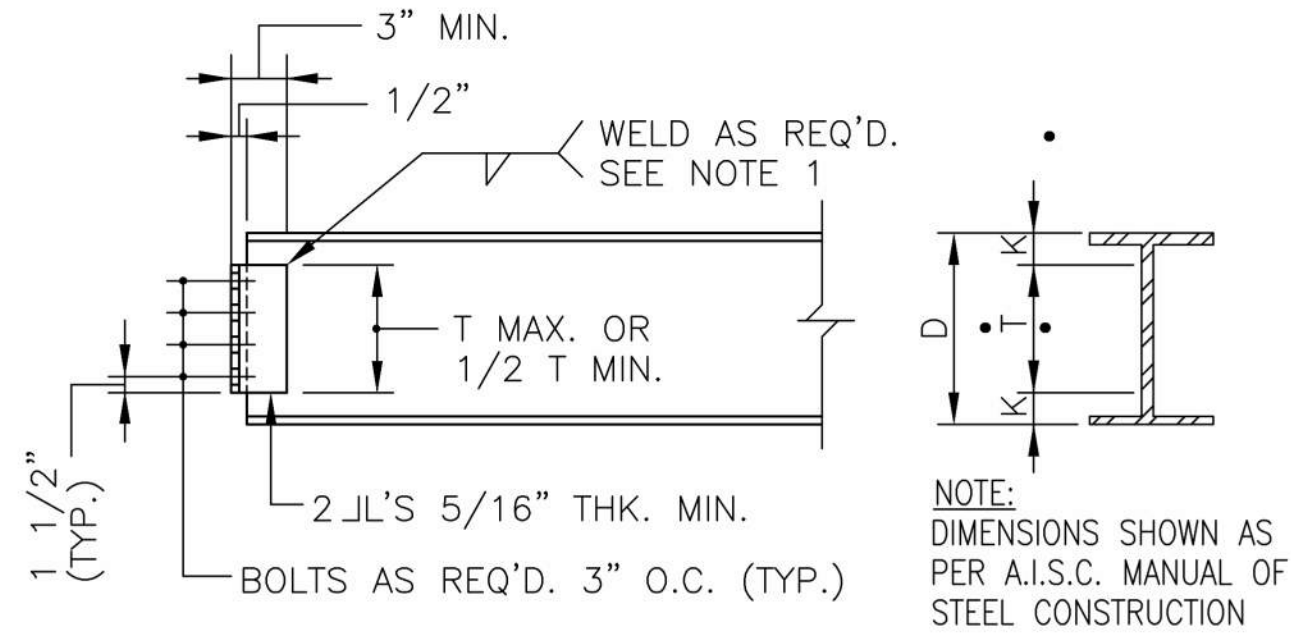 3" MIN.
1/2"
WELD AS REQ'D.
SEE NOTE 1
T MAX. OR
1/2 T MIN.
1 1/2"
(TYP.)
2 ⅃L'S 5/16" THK. MIN.
BOLTS AS REQ'D. 3" O.C. (TYP.)
K
D
T
K
NOTE:
DIMENSIONS SHOWN AS
PER A.I.S.C. MANUAL OF
STEEL CONSTRUCTION